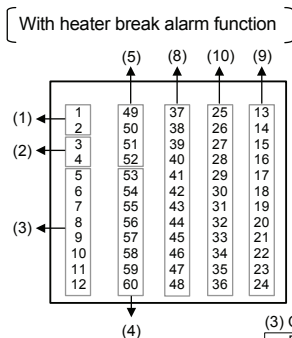 With heater break alarm function
(5) (8) (10) (9)
(1) (2) (3)
1 49 37 25 13
2 50 38 26 14
3 51 39 27 15
4 52 40 28 16
5 53 41 29 17
6 54 42 30 18
7 55 43 31 19
8 56 44 32 20
9 57 45 33 21
10 58 46 34 22
11 59 47 35 23
12 60 48 36 24
(4)
(3)